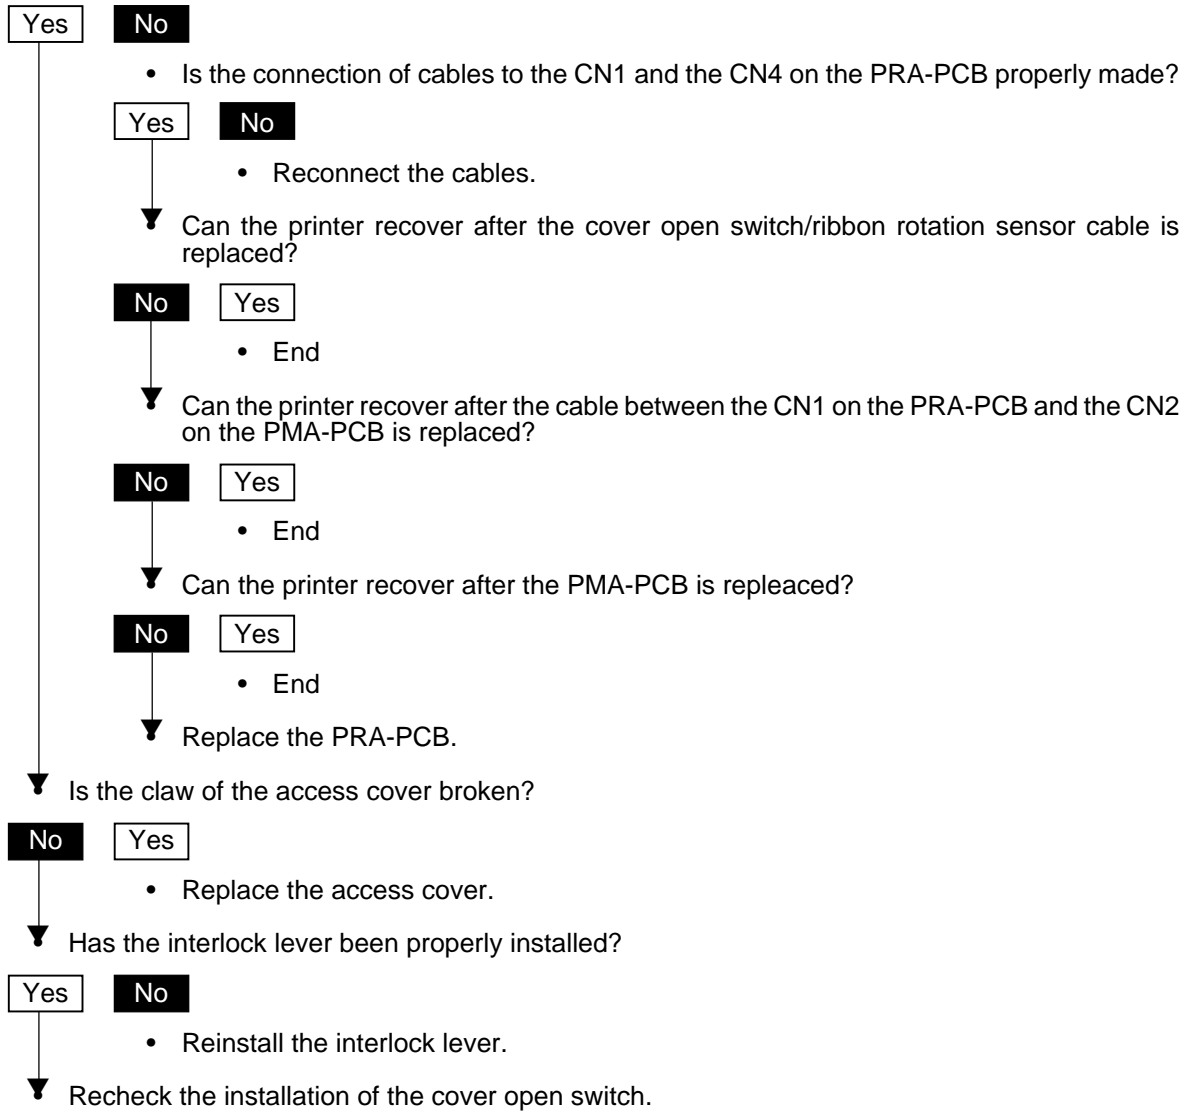 Yes No
• Is the connection of cables to the CN1 and the CN4 on the PRA-PCB properly made?
Yes No
• Reconnect the cables.
• Can the printer recover after the cover open switch/ribbon rotation sensor cable is
replaced?
No Yes
• End
• Can the printer recover after the cable between the CN1 on the PRA-PCB and the CN2
on the PMA-PCB is replaced?
No Yes
• End
• Can the printer recover after the PMA-PCB is repleaced?
No Yes
• End
• Replace the PRA-PCB.
• Is the claw of the access cover broken?
No Yes
• Replace the access cover.
• Has the interlock lever been properly installed?
Yes No
• Reinstall the interlock lever.
• Recheck the installation of the cover open switch.